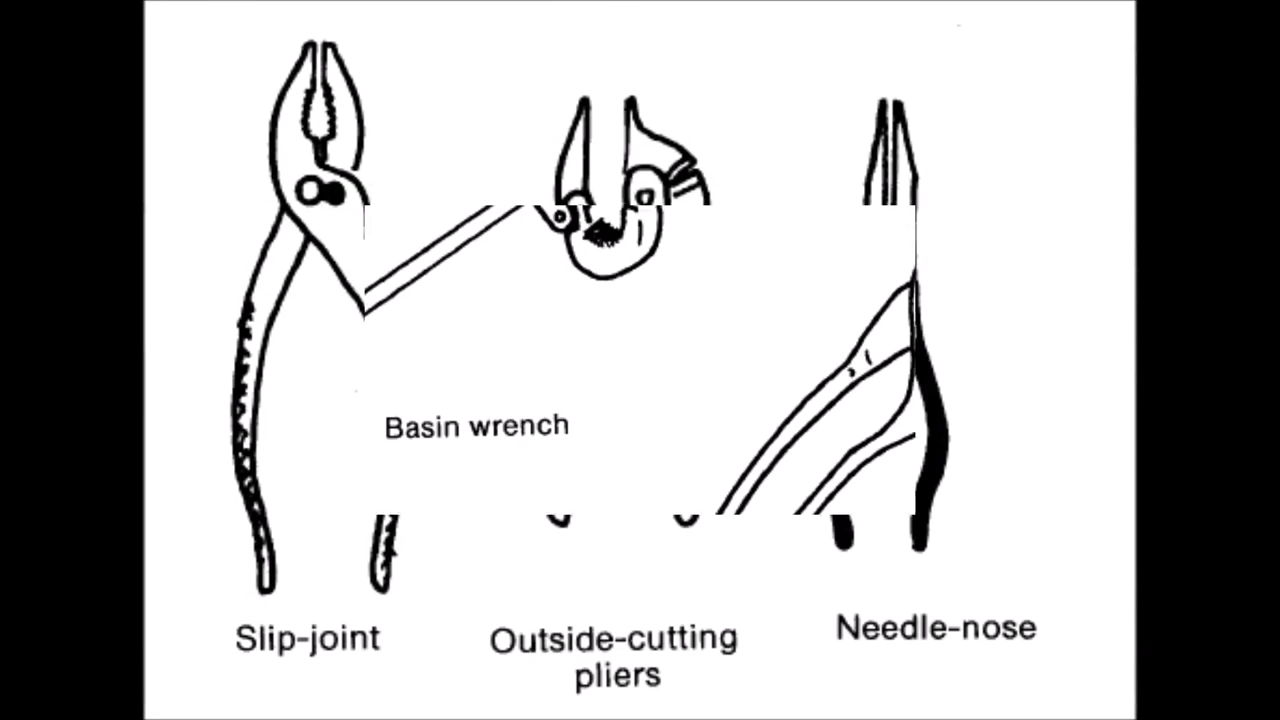 Basin wrench
Slip-joint
Outside-cutting
pliers
Needle-nose